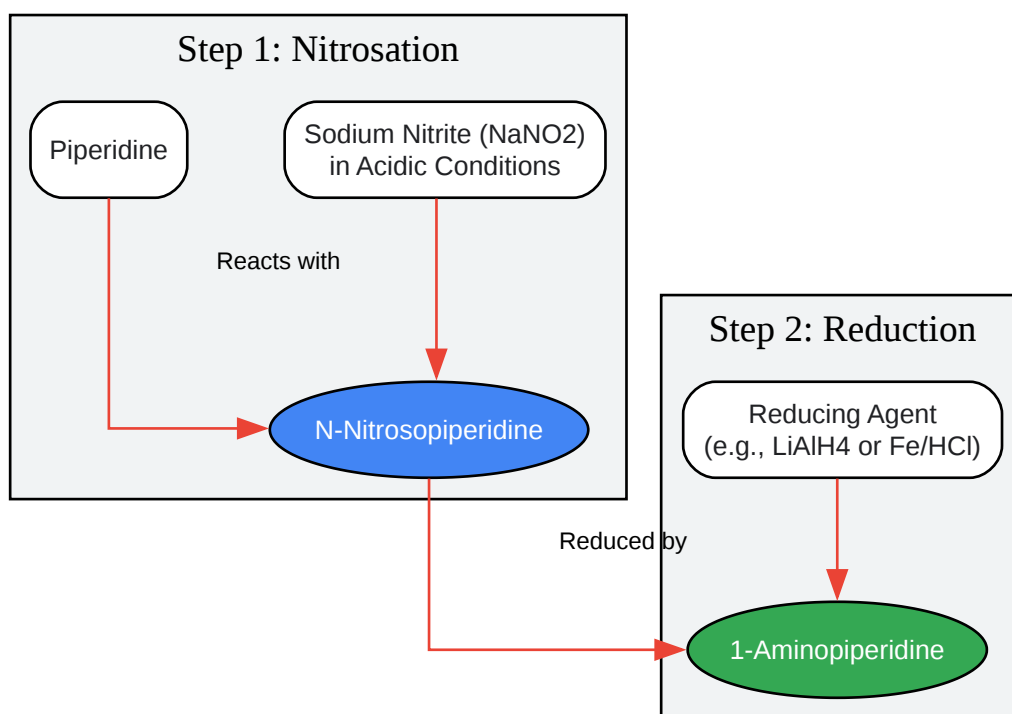 Step 1: Nitrosation
Piperidine
Sodium Nitrite (NaNO2)
in Acidic Conditions
Reacts with
N-Nitrosopiperidine
Step 2: Reduction
Reducing Agent
(e.g., LiAlH4 or Fe/HCl)
Reduced by
1-Aminopiperidine